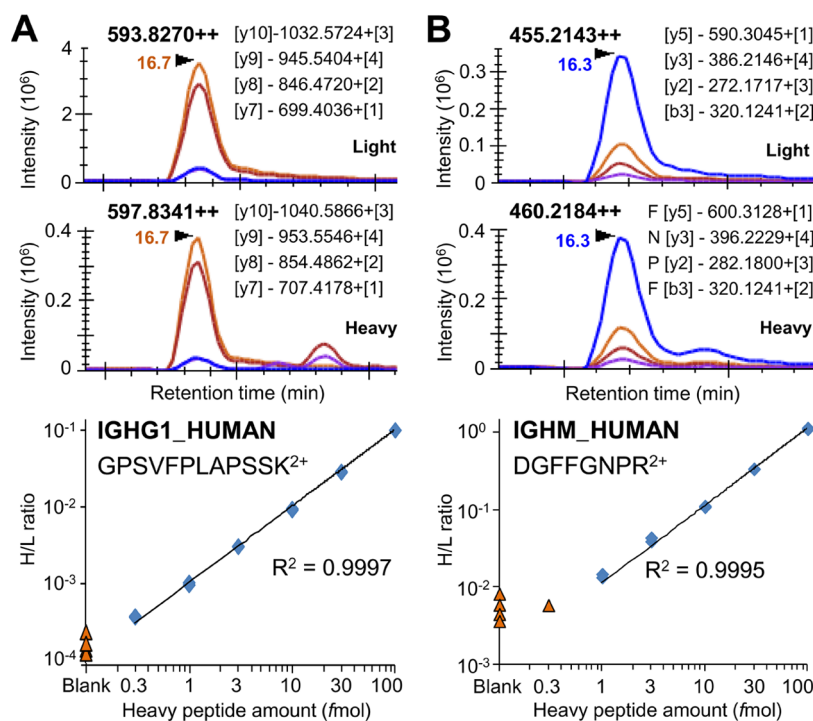 A
593.8270++
16.7
[y10]-1032.5724+[3]
[y9] - 945.5404+[4]
[y8] - 846.4720+[2]
[y7] - 699.4036+[1]
Light
Intensity (10⁶)
4
2
0
597.8341++
16.7
[y10]-1040.5866+[3]
[y9] - 953.5546+[4]
[y8] - 854.4862+[2]
[y7] - 707.4178+[1]
Heavy
Intensity (10⁶)
0.4
0.2
0
Retention time (min)
IGHG1_HUMAN
GPSVFPLAPSSK²⁺
R² = 0.9997
H/L ratio
10⁻¹
10⁻²
10⁻³
10⁻⁴
Blank 0.3 1 3 10 30 100
Heavy peptide amount (fmol)
B
455.2143++
16.3
[y5] - 590.3045+[1]
[y3] - 386.2146+[4]
[y2] - 272.1717+[3]
[b3] - 320.1241+[2]
Light
Intensity (10⁶)
0.3
0.2
0.1
0
460.2184++
16.3
F [y5] - 600.3128+[1]
N [y3] - 396.2229+[4]
P [y2] - 282.1800+[3]
F [b3] - 320.1241+[2]
Heavy
Intensity (10⁶)
0.4
0.2
0
Retention time (min)
IGHM_HUMAN
DGFFGNPR²⁺
R² = 0.9995
H/L ratio
10⁰
10⁻¹
10⁻²
10⁻³
Blank 0.3 1 3 10 30 100
Heavy peptide amount (fmol)